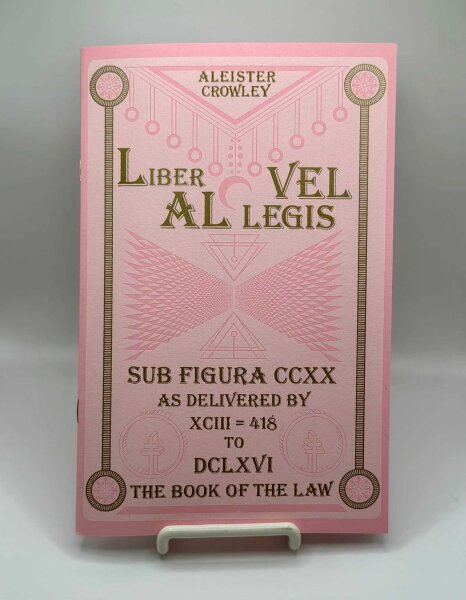 ALEISTER
CROWLEY
LIBER VEL
AL LEGIS
SUB FIGURA CCXX
AS DELIVERED BY
XCIII = 418
TO
DCLXVI
THE BOOK OF THE LAW